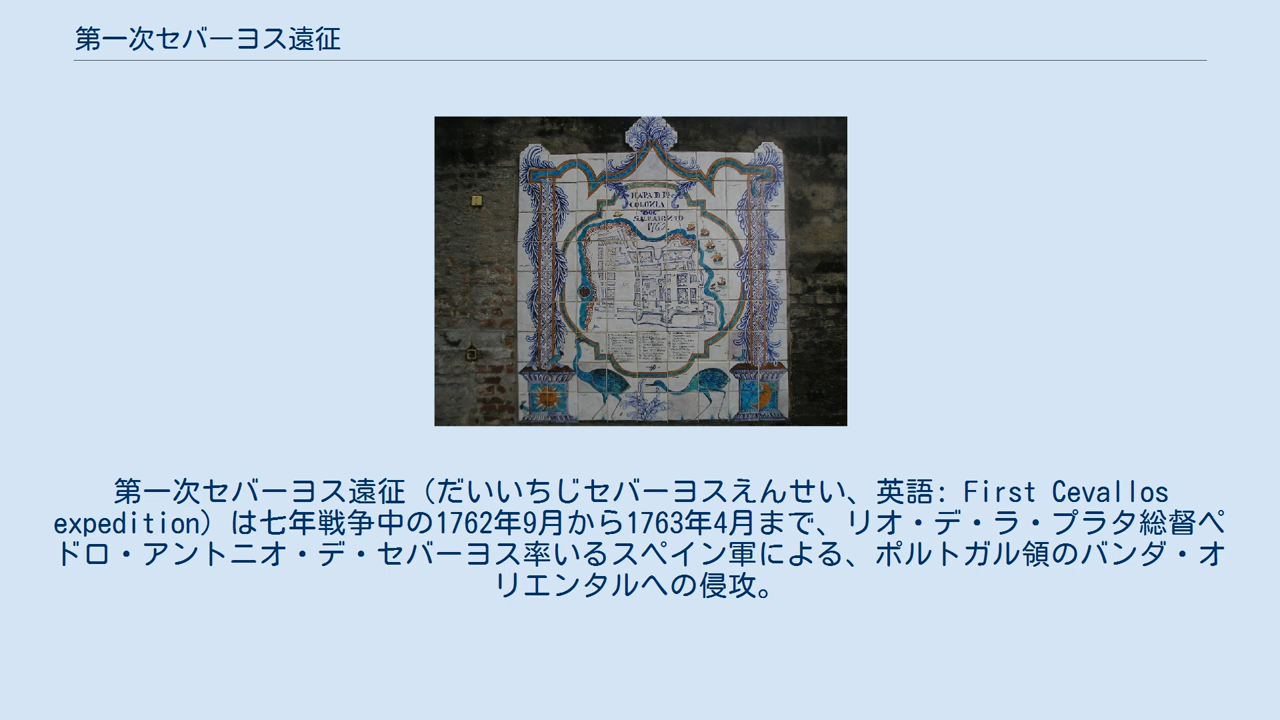 第一次セバーヨス遠征
MAPA D LA
COLONIA
DEL
SACRAMENTO
1762
第一次セバーヨス遠征（だいいちじセバーヨスえんせい、英語: First Cevallos
expedition）は七年戦争中の1762年9月から1763年4月まで、リオ・デ・ラ・プラタ総督ペ
ドロ・アントニオ・デ・セバーヨス率いるスペイン軍による、ポルトガル領のバンダ・オ
リエンタルへの侵攻。